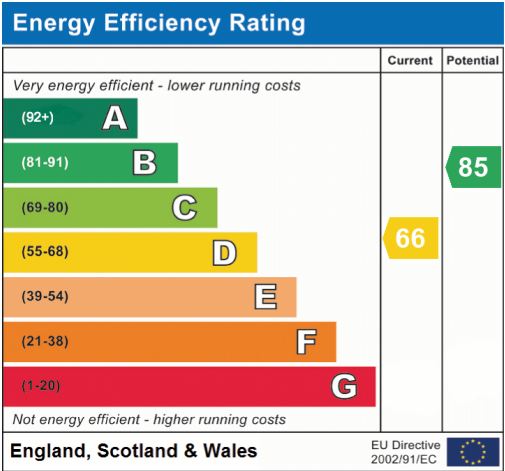 Energy Efficiency Rating
Current Potential
Very energy efficient - lower running costs
(92+) A
(81-91) B
85
(69-80) C
66
(55-68) D
(39-54) E
(21-38) F
(1-20) G
Not energy efficient - higher running costs
England, Scotland & Wales
EU Directive
2002/91/EC